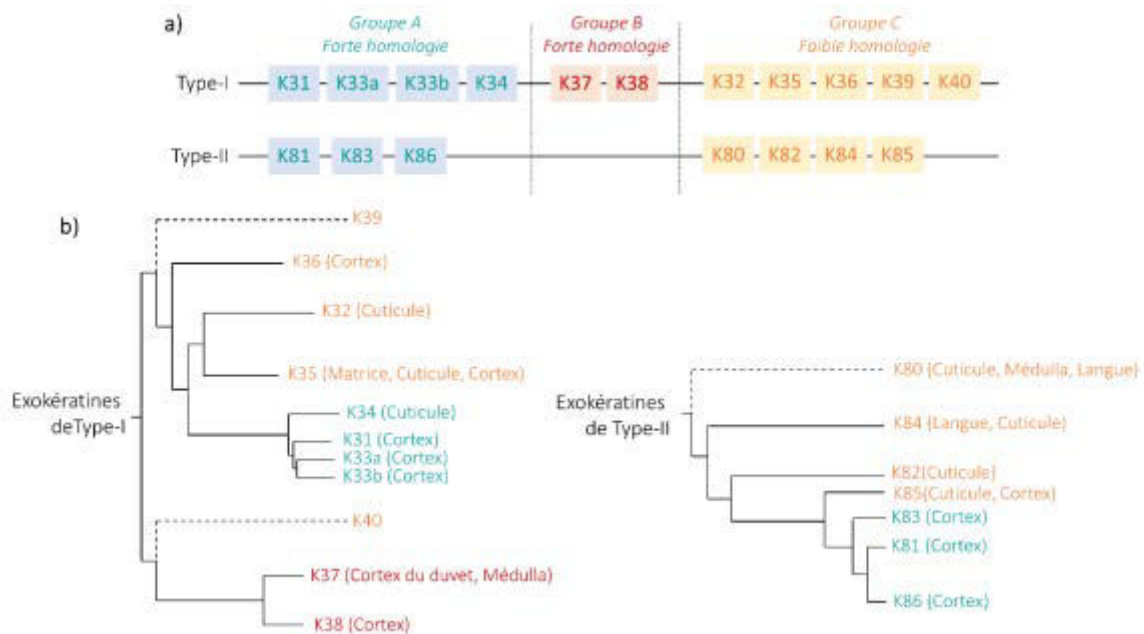 a)
Groupe A
Forte homologie
Groupe B
Forte homologie
Groupe C
Faible homologie
Type-I
K31 K33a K33b K34 K37 K38 K32 K35 K36 K39 K40
Type-II
K81 K83 K86 K80 K82 K84 K85
b)
K39
K36 (Cortex)
K32 (Cuticule)
K35 (Matrice, Cuticule, Cortex)
Exokératines
deType-I
K34 (Cuticule)
K31 (Cortex)
K33a (Cortex)
K33b (Cortex)
K40
K37 (Cortex du duvet, Médulla)
K38 (Cortex)
K80 (Cuticule, Médulla, Langue)
Exokératines
de Type-II
K84 (Langue, Cuticule)
K82(Cuticule)
K85(Cuticule, Cortex)
K83 (Cortex)
K81 (Cortex)
K86 (Cortex)